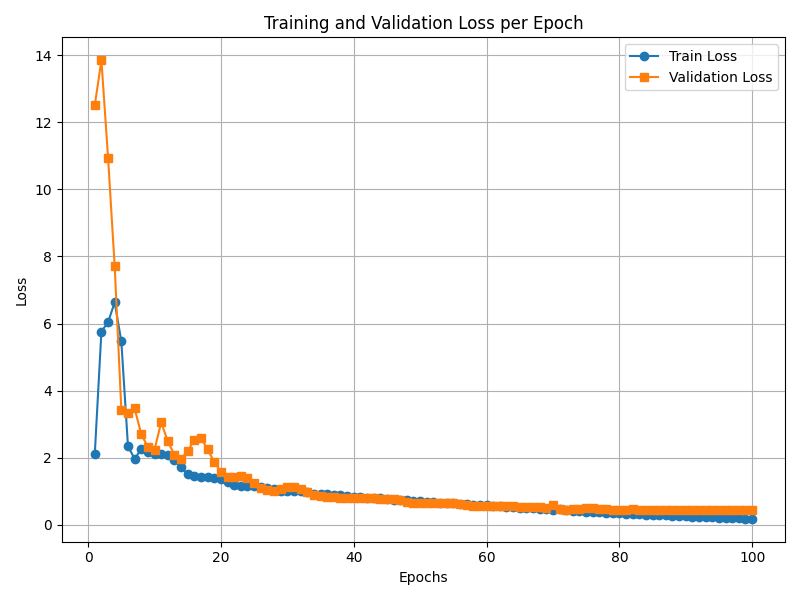 Training and Validation Loss per Epoch
Train Loss
Validation Loss
14
12
10
8
6
4
2
0
Loss
0 20 40 60 80 100
Epochs